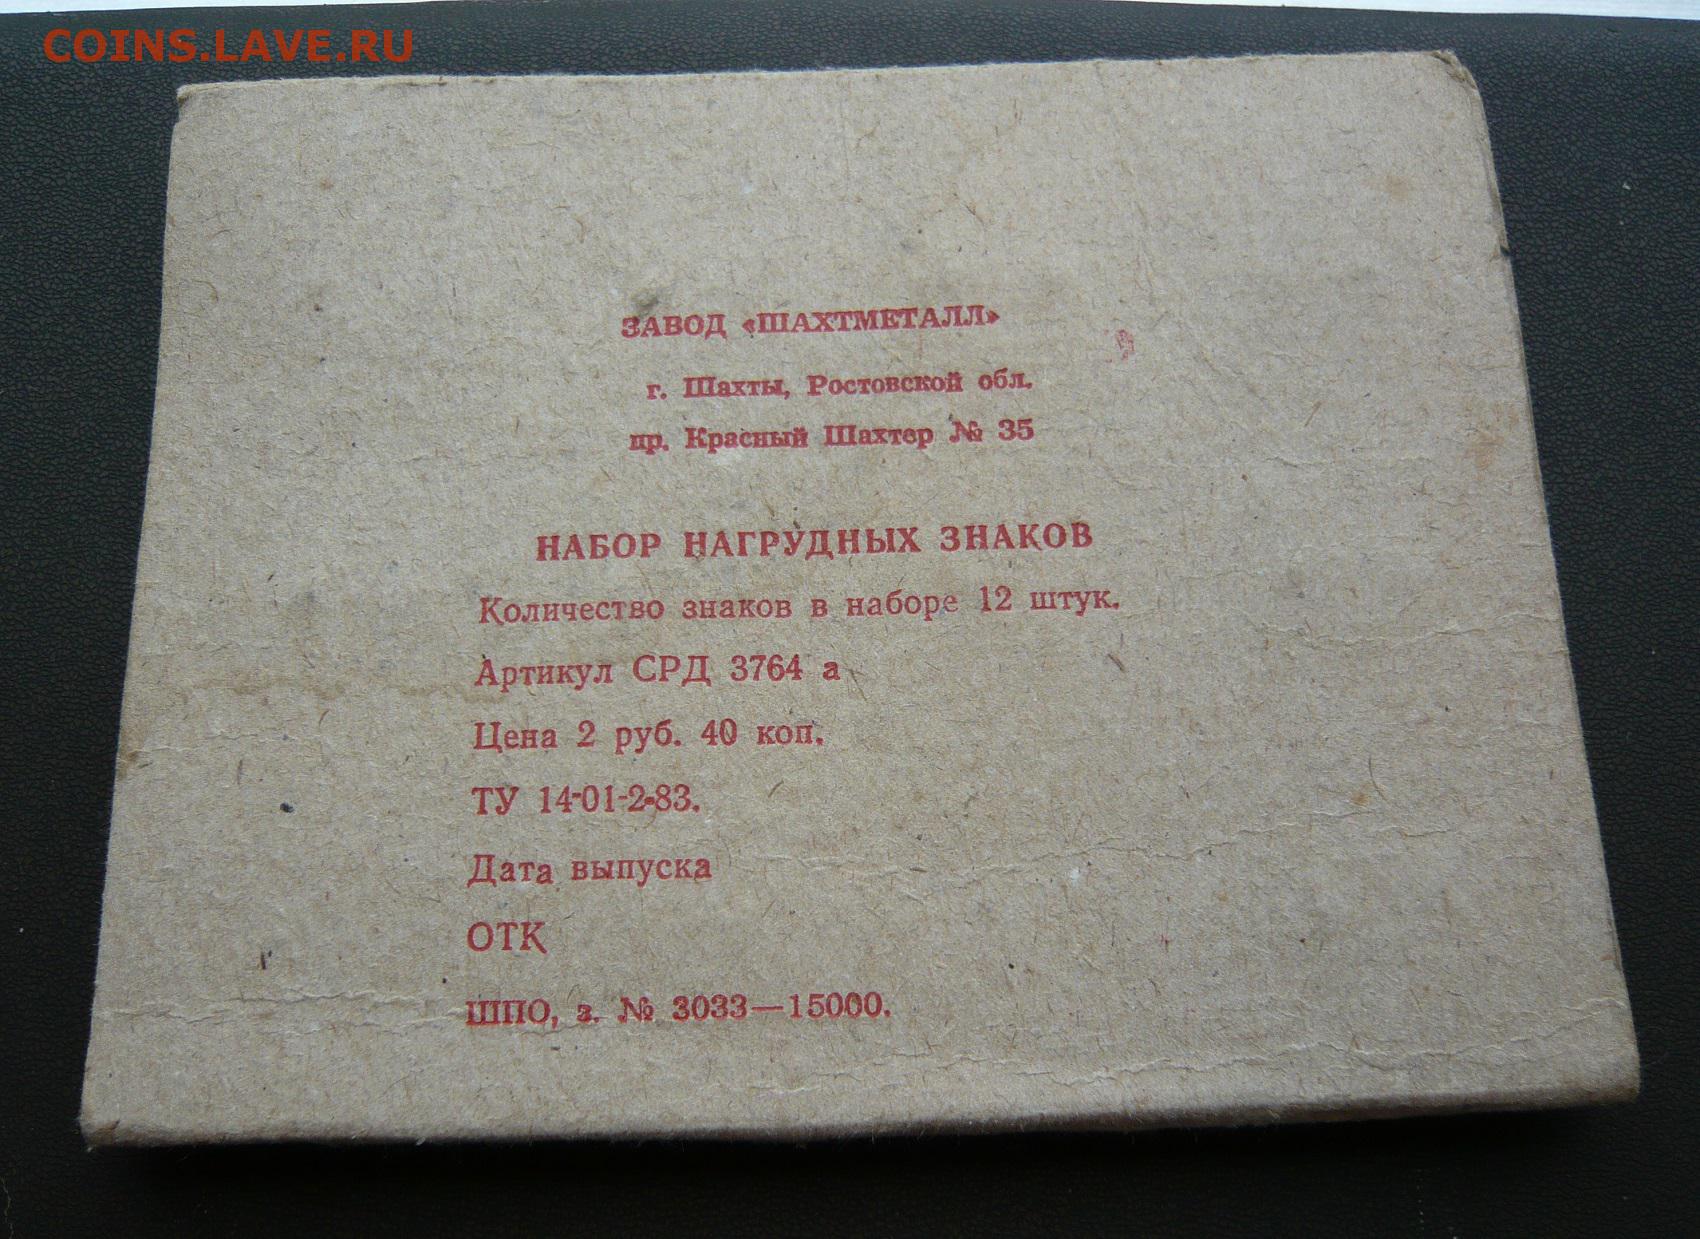 COINS.LAVE.RU
ЗАВОД «ШАХТМЕТАЛЛ»
г. Шахты, Ростовской обл.
пр. Красный Шахтер № 35
НАБОР НАГРУДНЫХ ЗНАКОВ
Количество знаков в наборе 12 штук.
Артикул СРД 3764 а
Цена 2 руб. 40 коп.
ТУ 14-01-2-83.
Дата выпуска
ОТК
ШПО, з. № 3033—15000.